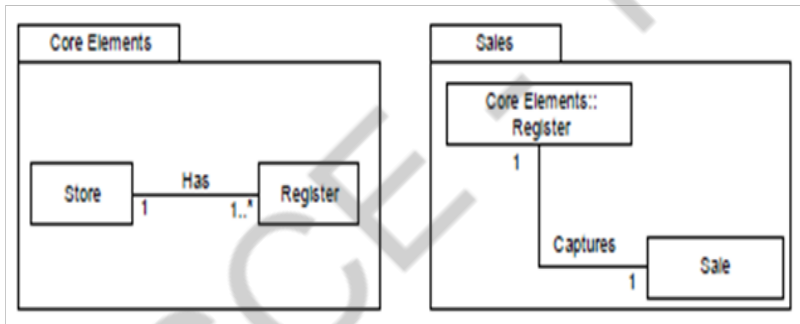 Core Elements
Store
Has
1
1..*
Register
Sales
Core Elements::
Register
1
Captures
1
Sale